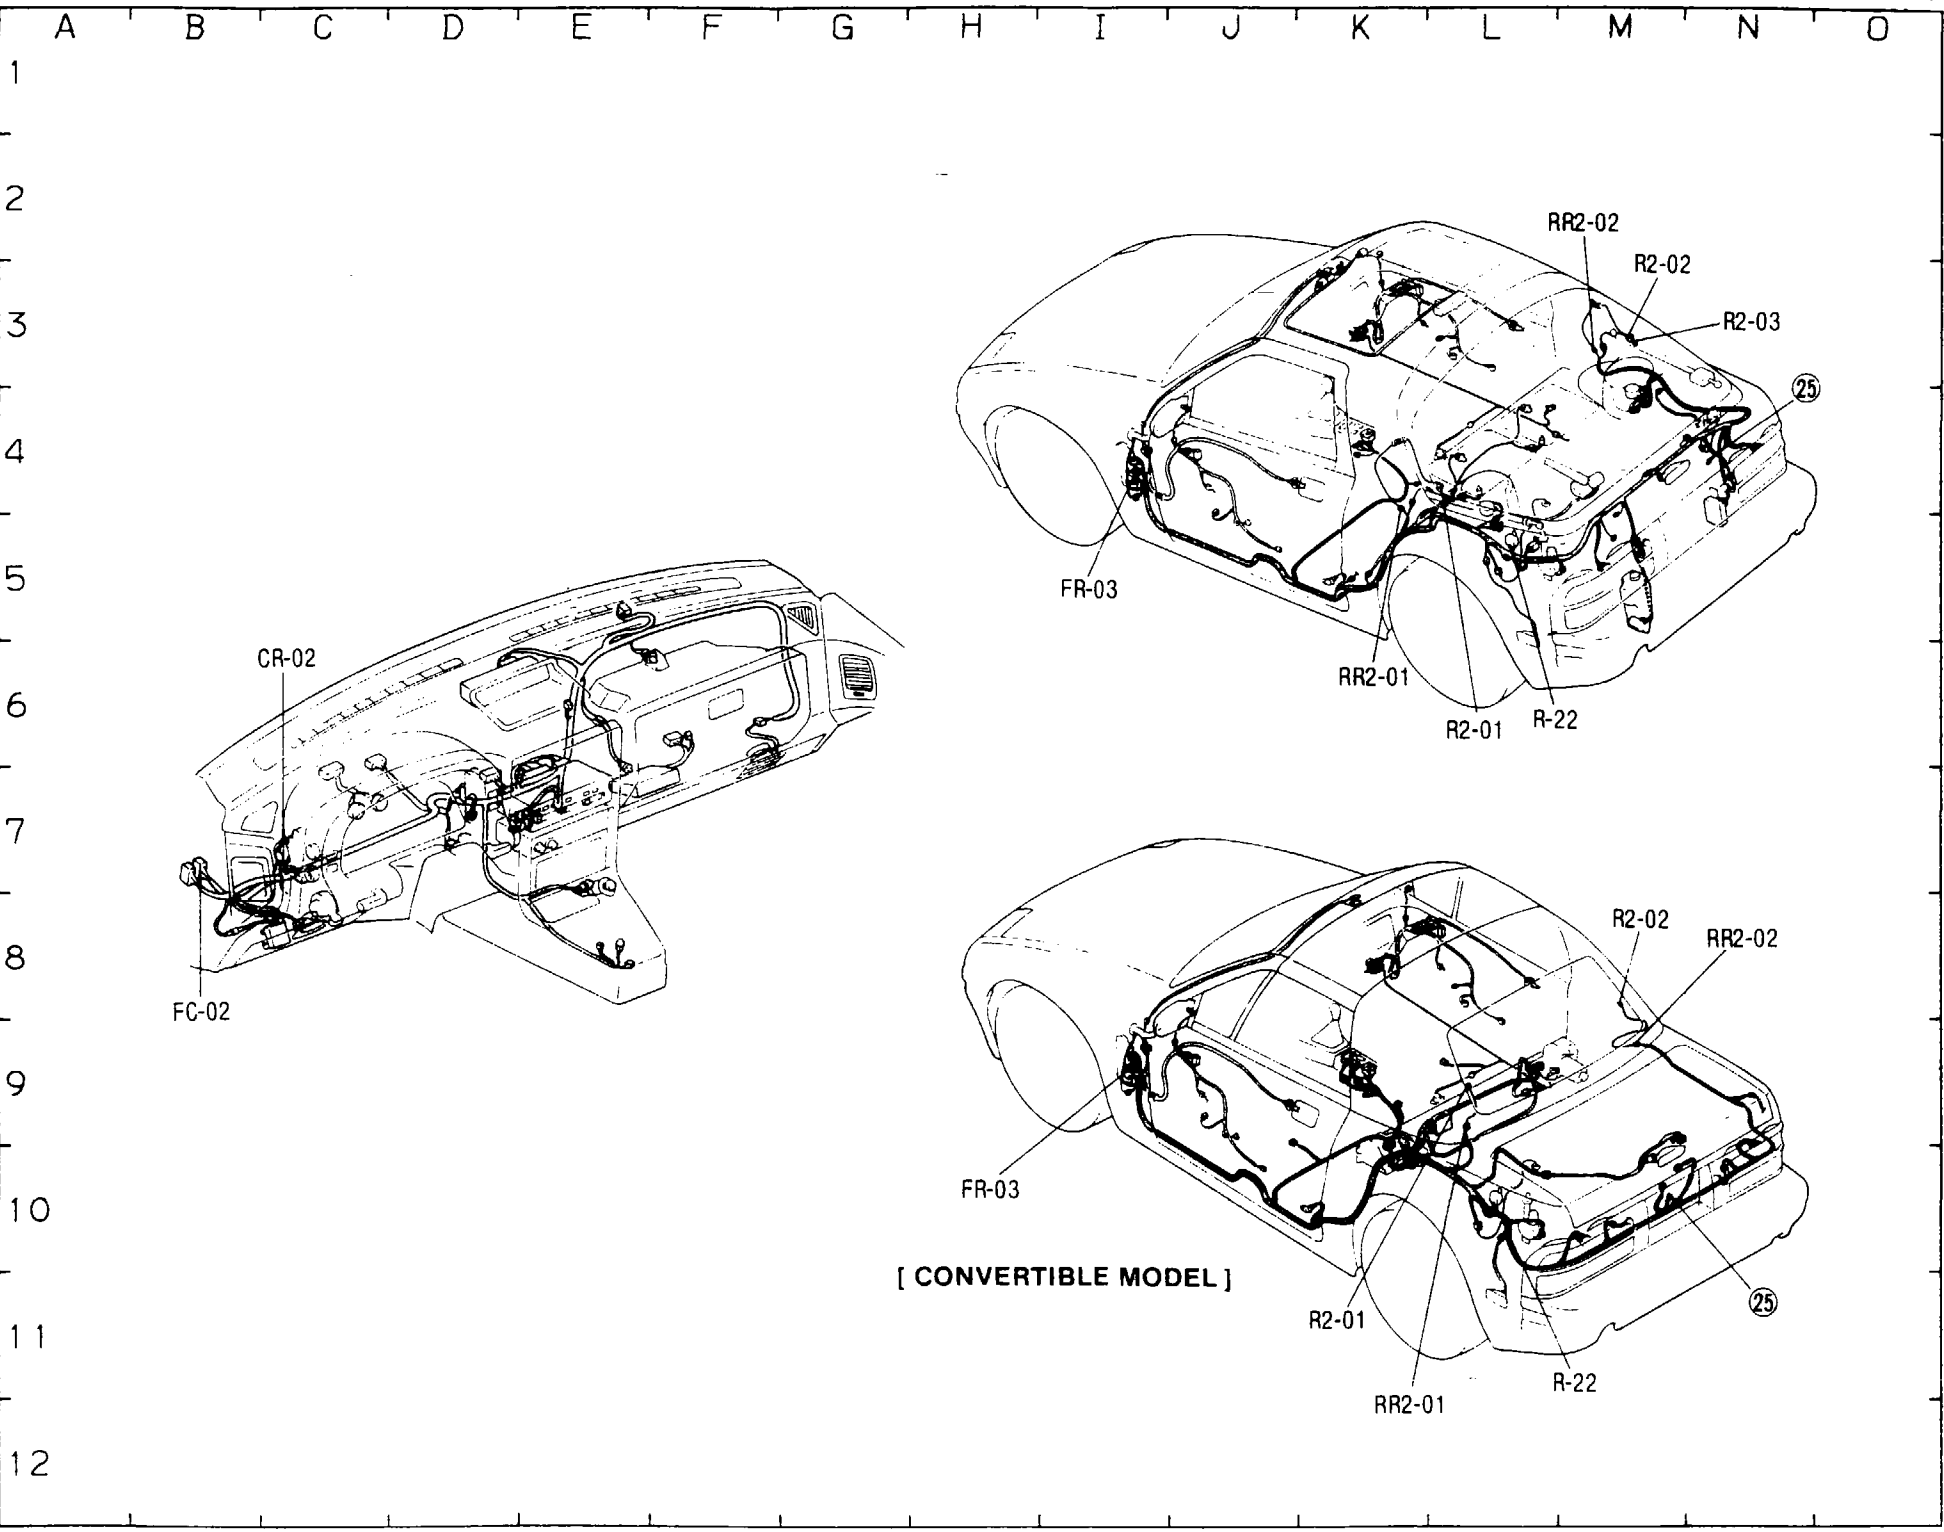 A B C D E F G H I J K L M N O
1
2
3
4
5
6
7
8
9
10
11
12
RR2-02
R2-02
R2-03
25
FR-03
RR2-01
R2-01
R-22
CR-02
FC-02
R2-02
RR2-02
FR-03
[ CONVERTIBLE MODEL ]
R2-01
25
R-22
RR2-01